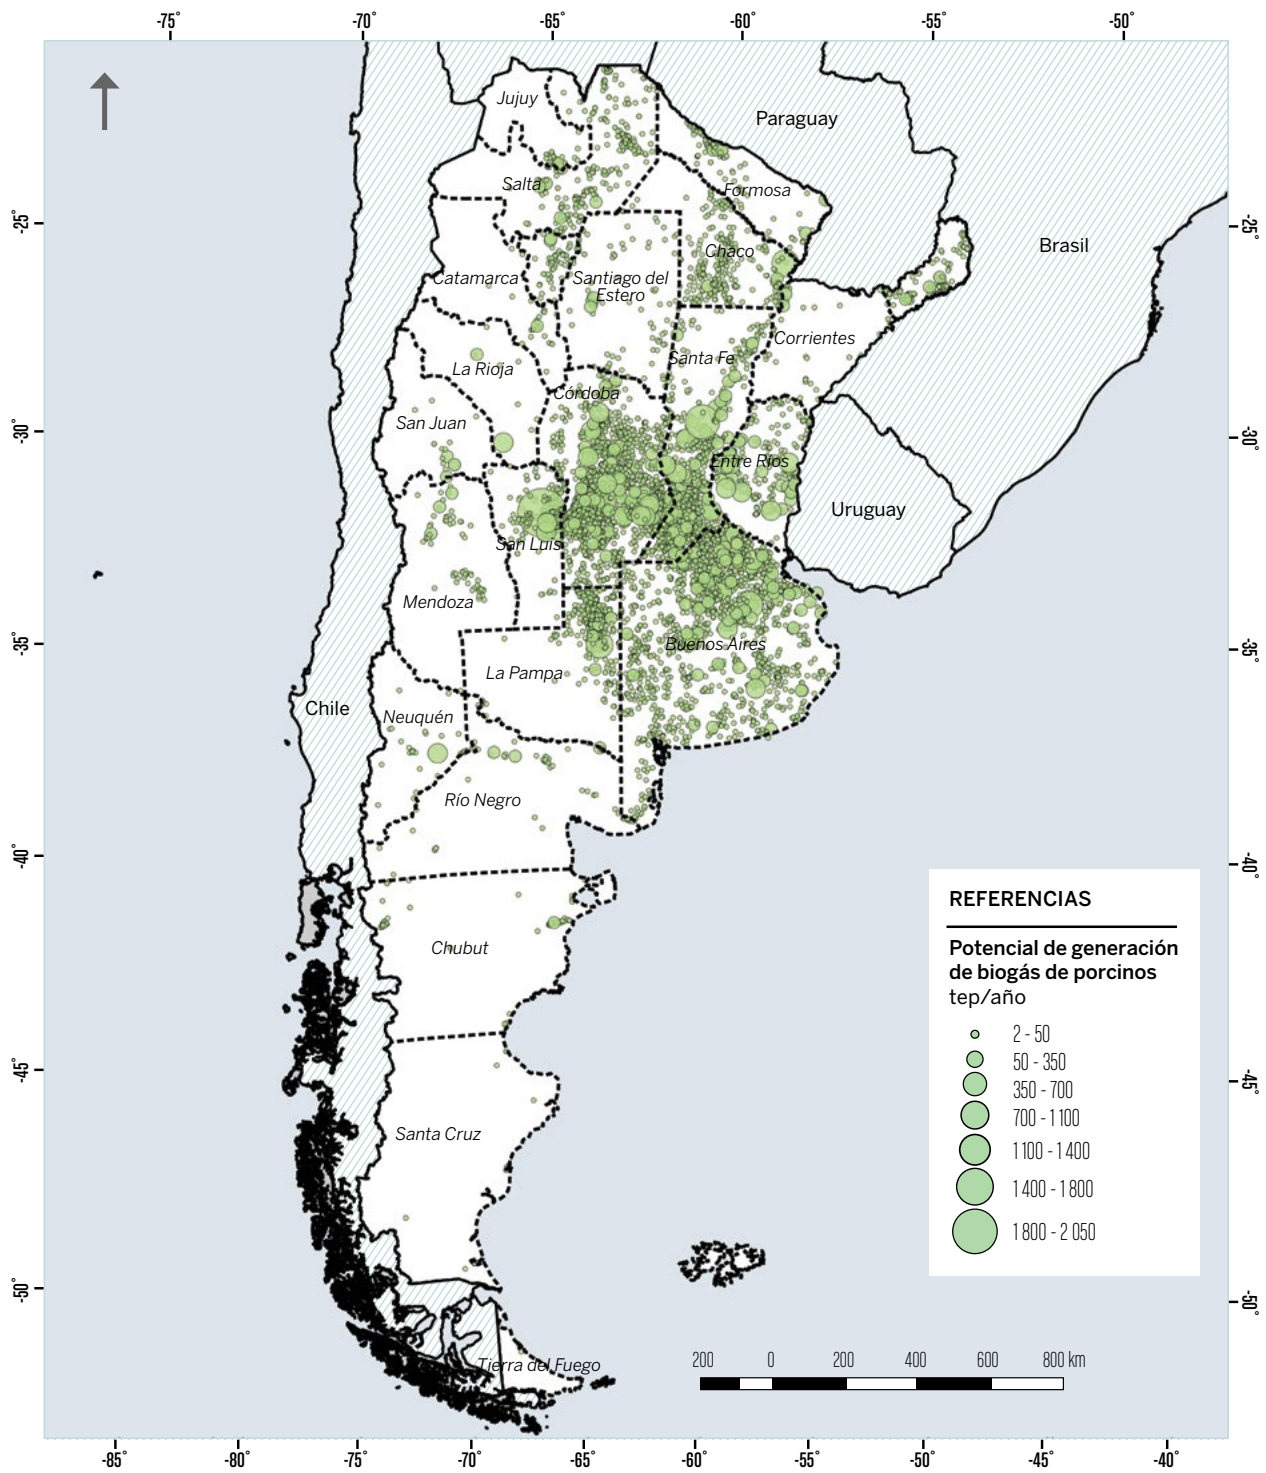 -75° -70° -65° -60° -55° -50°
Jujuy
Paraguay
Salta
Formosa
-25°
-25°
Brasil
Chaco
Catamarca
Santiago del
Estero
Corrientes
Santa Fe
La Rioja
Córdoba
San Juan
-30°
-30°
Entre Ríos
Uruguay
San Luis
Mendoza
-35°
-35°
Buenos Aires
La Pampa
Chile
Neuquén
Río Negro
-40°
-40°
REFERENCIAS
Potencial de generación
de biogás de porcinos
tep/año
2 - 50
50 - 350
350 - 700
700 - 1 100
1 100 - 1 400
1 400 - 1 800
1 800 - 2 050
Chubut
-45°
-45°
Santa Cruz
-50°
-50°
Tierra del Fuego
200 0 200 400 600 800 km
-85° -80° -75° -70° -65° -60° -55° -50° -45° -40°